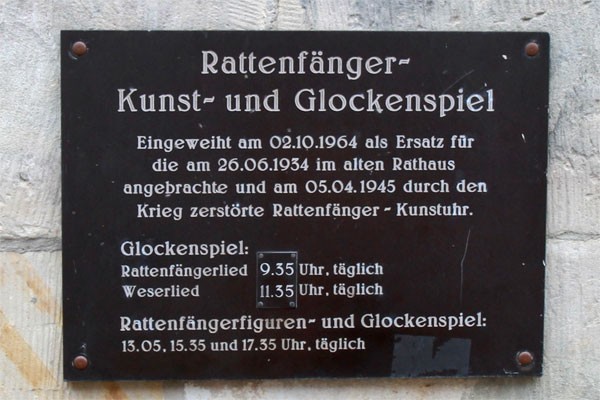 Rattenfänger-
Kunst- und Glockenspiel
Eingeweiht am 02.10.1964 als Ersatz für
die am 26.06.1934 im alten Rathaus
angebrachte und am 05.04.1945 durch den
Krieg zerstörte Rattenfänger - Kunstuhr.
Glockenspiel:
Rattenfängerlied 9.35 Uhr, täglich
Weserlied 11.35 Uhr, täglich
Rattenfängerfiguren- und Glockenspiel:
13.05, 15.35 und 17.35 Uhr, täglich